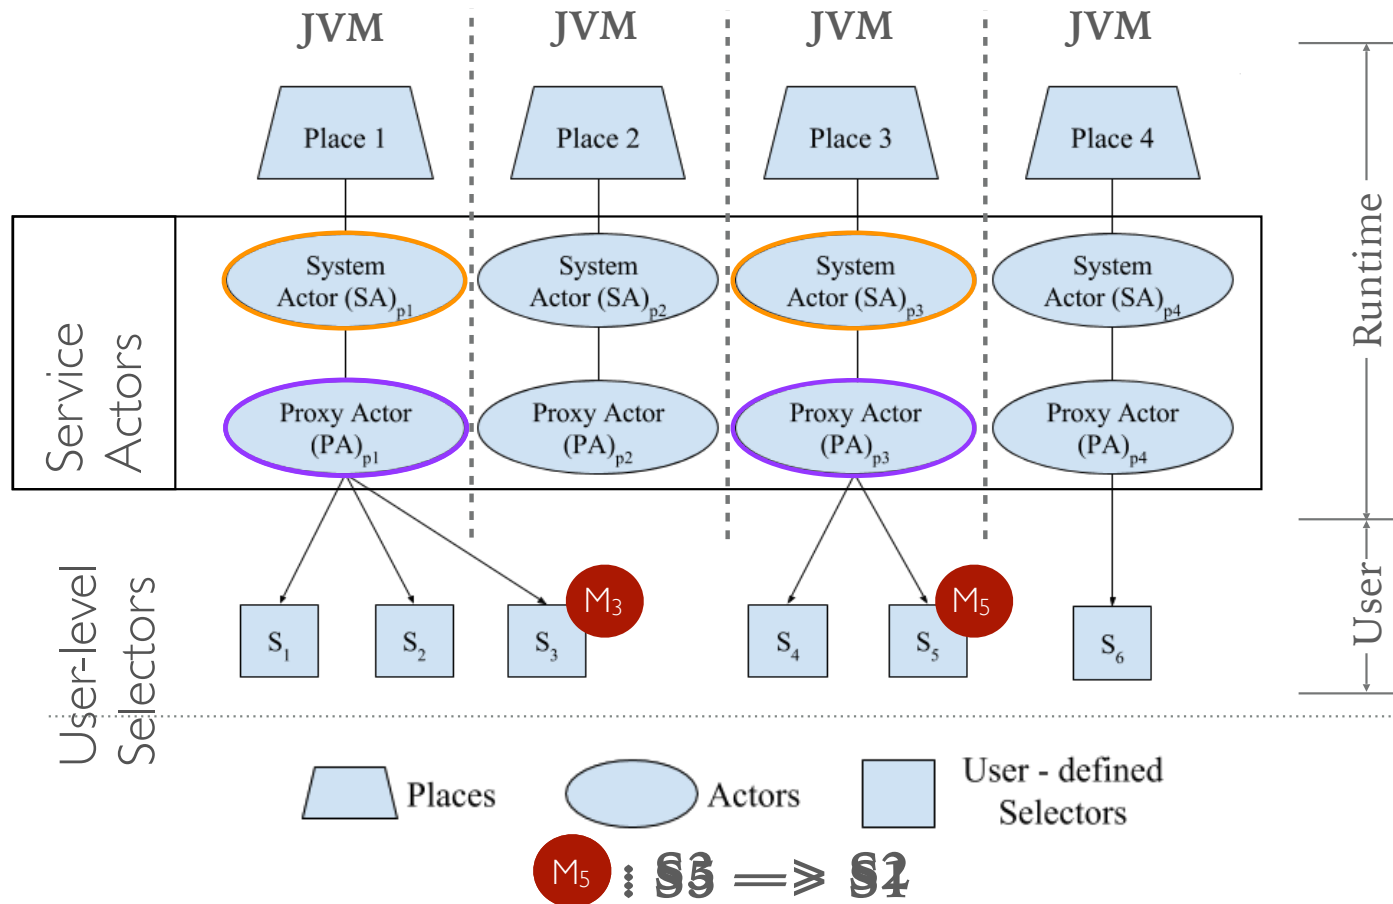 JVM JVM JVM JVM
Place 1 Place 2 Place 3 Place 4
System Actor (SA)p1
System Actor (SA)p2
System Actor (SA)p3
System Actor (SA)p4
Proxy Actor (PA)p1
Proxy Actor (PA)p2
Proxy Actor (PA)p3
Proxy Actor (PA)p4
Service
Actors
Runtime
User-level
Selectors
S1 S2 S3 M3 S4 S5 M5 S6
User
Places Actors User - defined
Selectors
M5 :